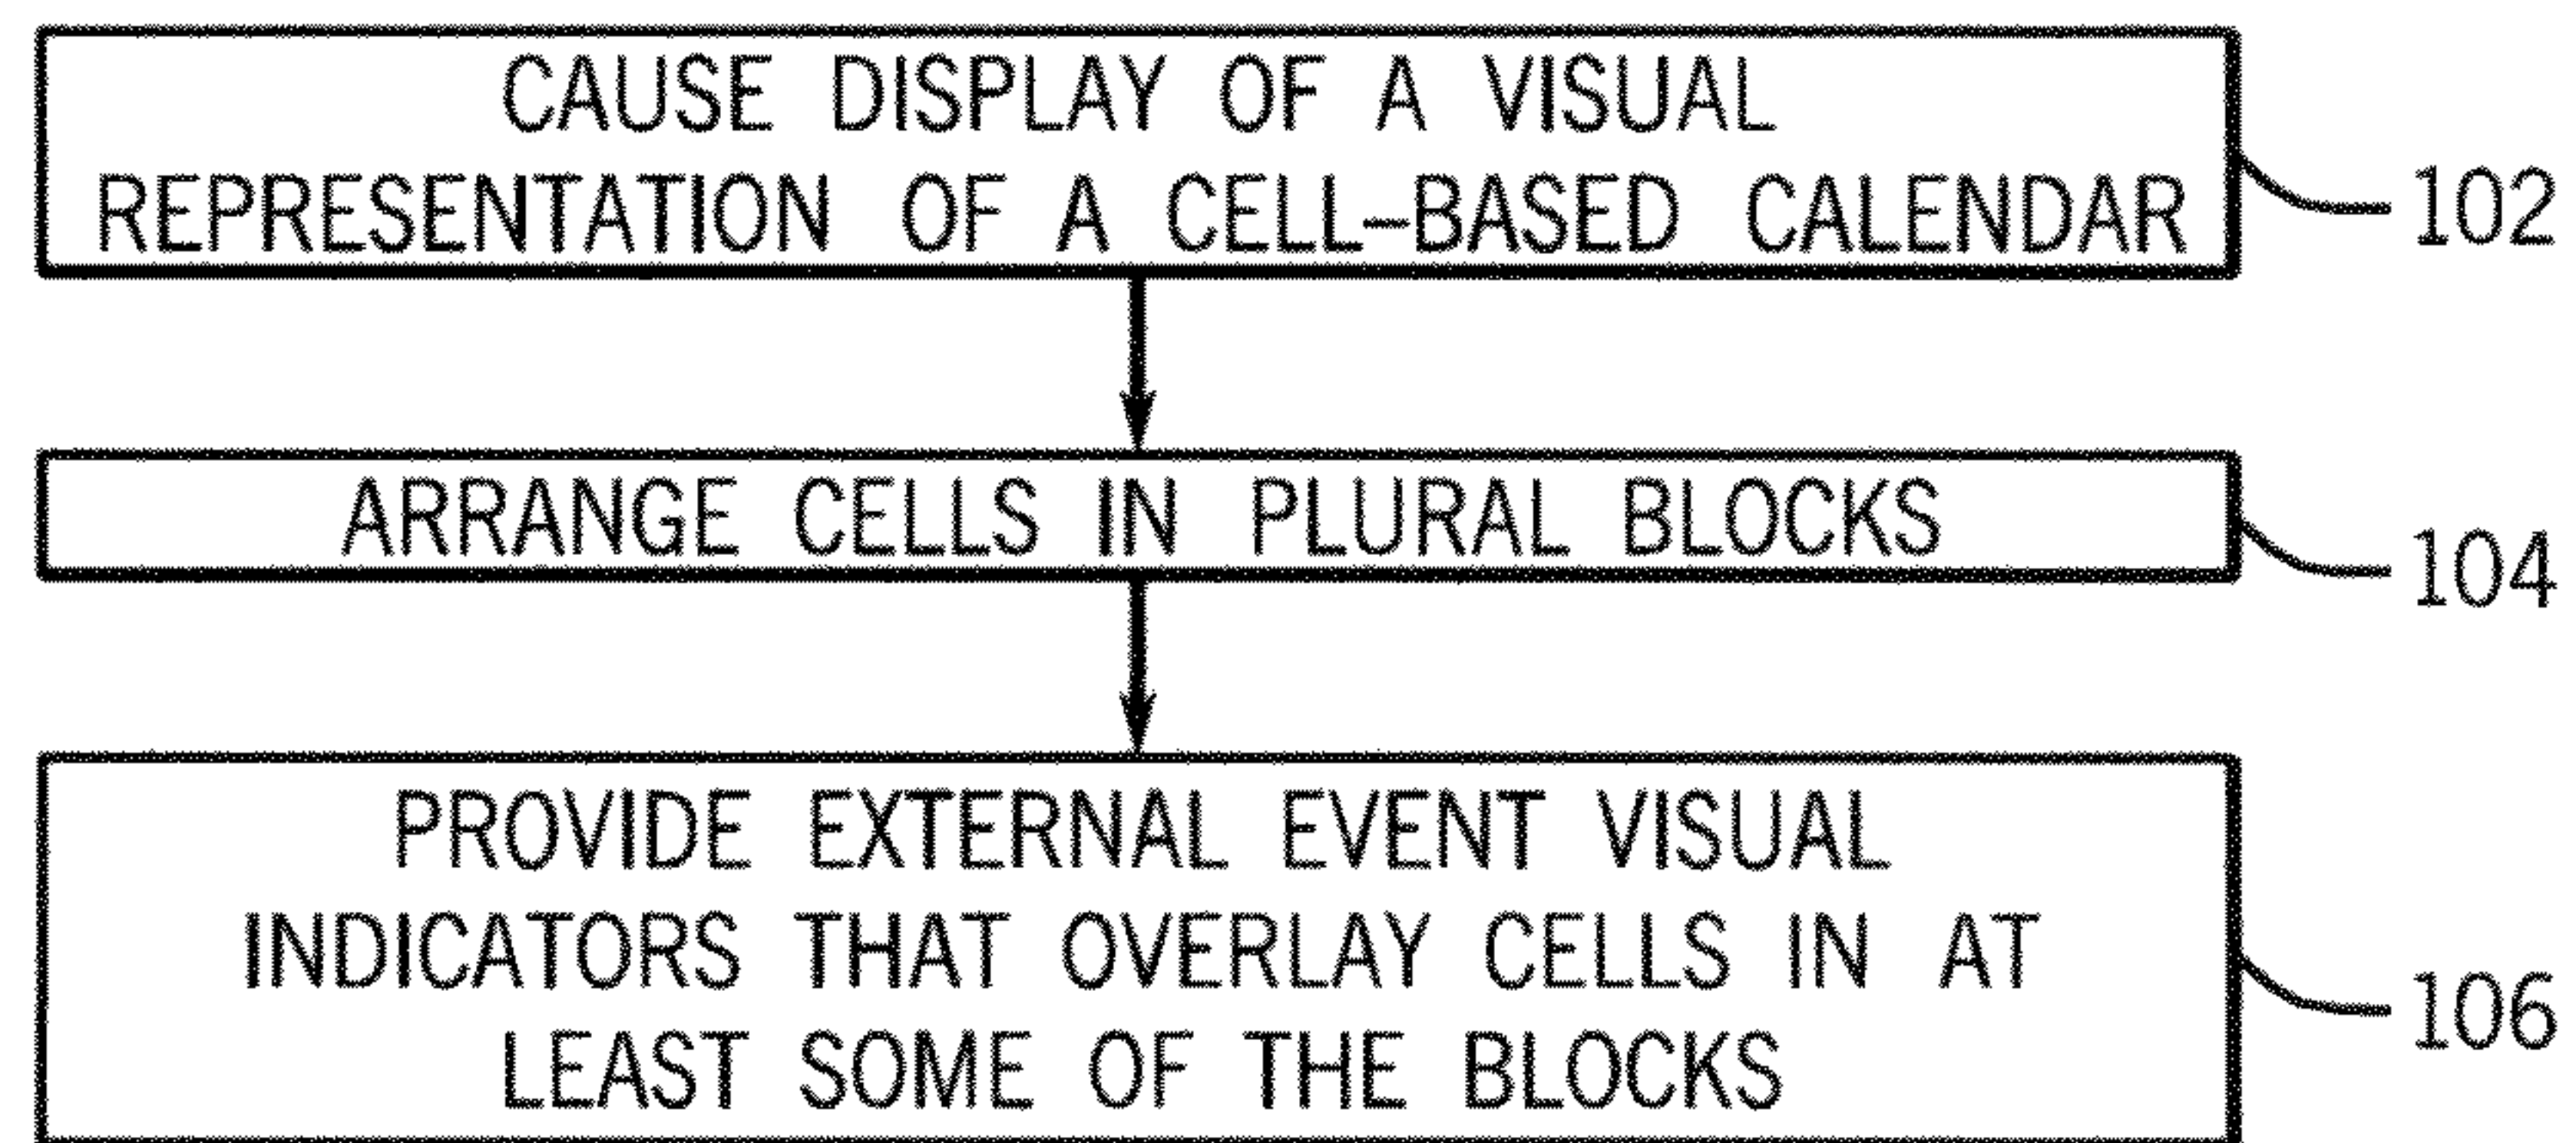 CAUSE DISPLAY OF A VISUAL
REPRESENTATION OF A CELL-BASED CALENDAR
102
ARRANGE CELLS IN PLURAL BLOCKS
104
PROVIDE EXTERNAL EVENT VISUAL
INDICATORS THAT OVERLAY CELLS IN AT
LEAST SOME OF THE BLOCKS
106